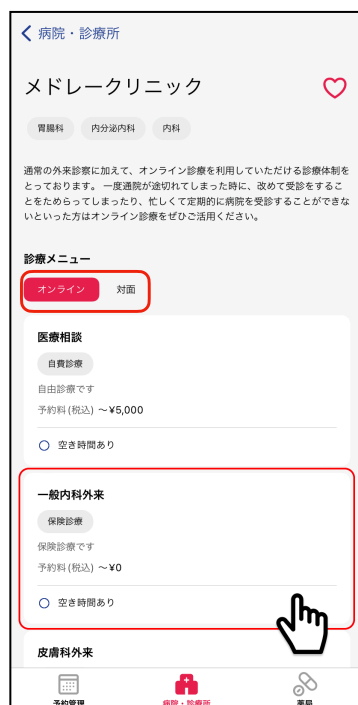 病院・診療所
メドレークリニック
胃腸科 内分泌内科 内科
通常の外来診察に加えて、オンライン診療を利用していただける診療体制を
とっております。 一度通院が途切れてしまった時に、改めて受診をするこ
とをためらってしまったり、忙しくて定期的に病院を受診することができな
いといった方はオンライン診療をぜひご活用ください。
診療メニュー
オンライン 対面
医療相談
自費診療
自由診療です
予約料(税込) ～¥5,000
空き時間あり
一般内科外来
保険診療
保険診療です
予約料(税込) ～¥0
空き時間あり
皮膚科外来
予約管理 病院・診療所 薬局